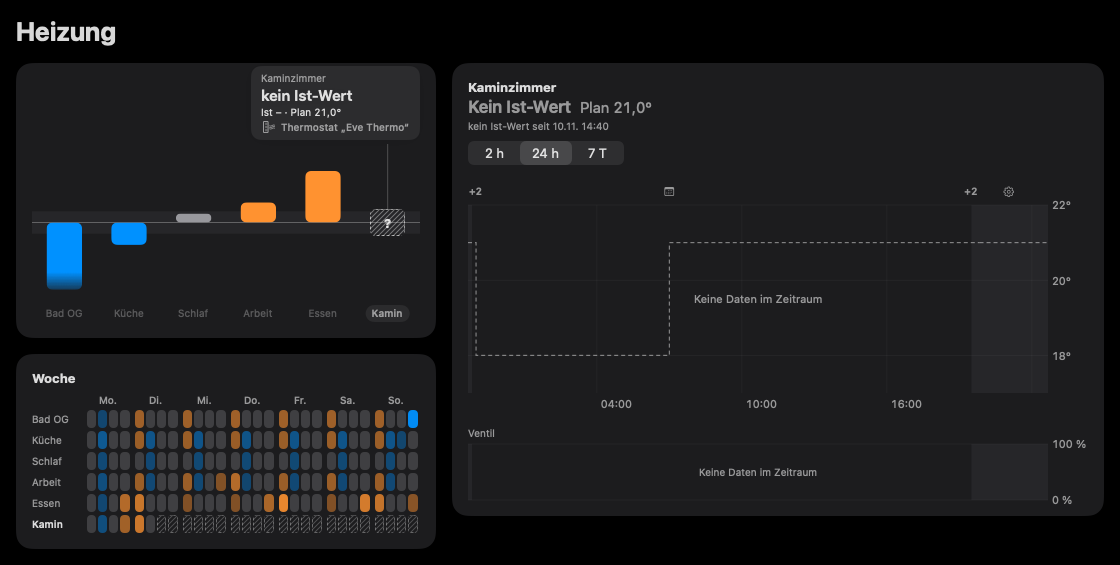 Heizung
Kaminzimmer
kein Ist-Wert
Ist – · Plan 21,0°
Thermostat „Eve Thermo"
?
Bad OG
Küche
Schlaf
Arbeit
Essen
Kamin
Woche
Mo. Di. Mi. Do. Fr. Sa. So.
Bad OG
Küche
Schlaf
Arbeit
Essen
Kamin
Kaminzimmer
Kein Ist-Wert Plan 21,0°
kein Ist-Wert seit 10.11. 14:40
2 h 24 h 7 T
+2 +2
22°
20°
Keine Daten im Zeitraum
18°
04:00 10:00 16:00
Ventil
100 %
Keine Daten im Zeitraum
0 %